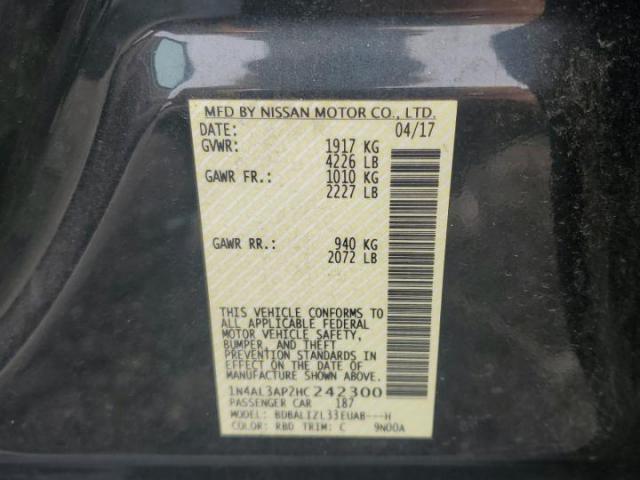 MFD BY NISSAN MOTOR CO., LTD.
DATE: 04/17
GVWR: 1917 KG
4226 LB
GAWR FR.: 1010 KG
2227 LB
GAWR RR.: 940 KG
2072 LB
THIS VEHICLE CONFORMS TO
ALL APPLICABLE FEDERAL
MOTOR VEHICLE SAFETY,
BUMPER, AND THEFT
PREVENTION STANDARDS IN
EFFECT ON THE DATE OF
MANUFACTURE SHOWN ABOVE.
1N4AL3AP2HC242300
PASSENGER CAR 187
MODEL: BDBALIZL33EUAB---H
COLOR: RBD TRIM: C 9N00A